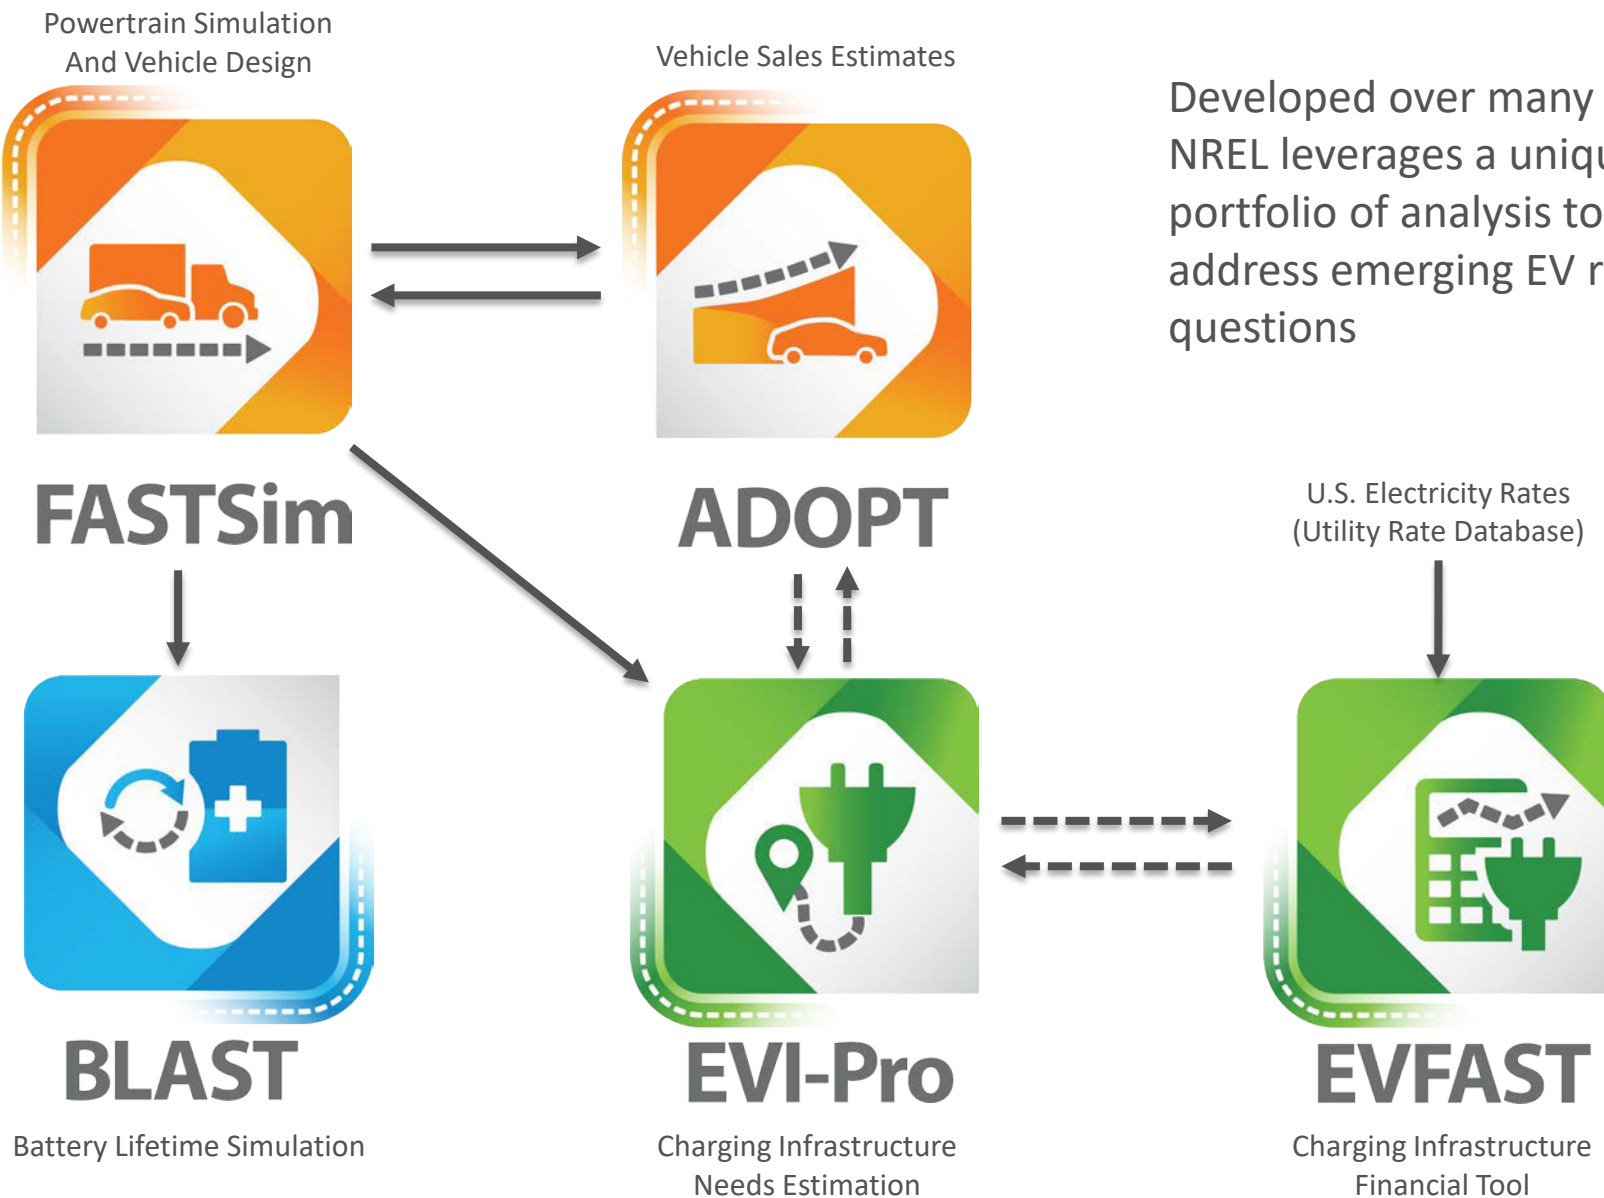 Powertrain Simulation
And Vehicle Design
Vehicle Sales Estimates
Developed over many
NREL leverages a uniqu
portfolio of analysis to
address emerging EV r
questions
FASTSim
ADOPT
U.S. Electricity Rates
(Utility Rate Database)
BLAST
Battery Lifetime Simulation
EVI-Pro
Charging Infrastructure
Needs Estimation
EVFAST
Charging Infrastructure
Financial Tool